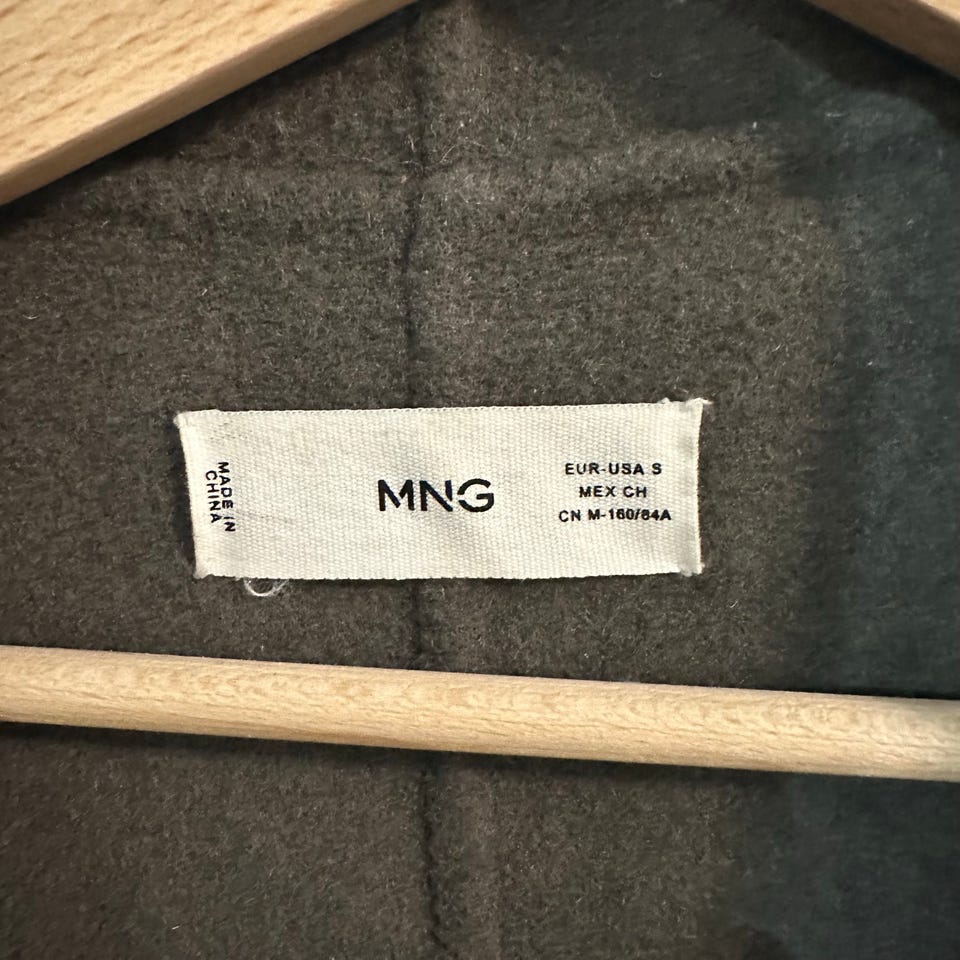 MADE IN
CHINA
MNG
EUR-USA S
MEX CH
CN M-160/84A